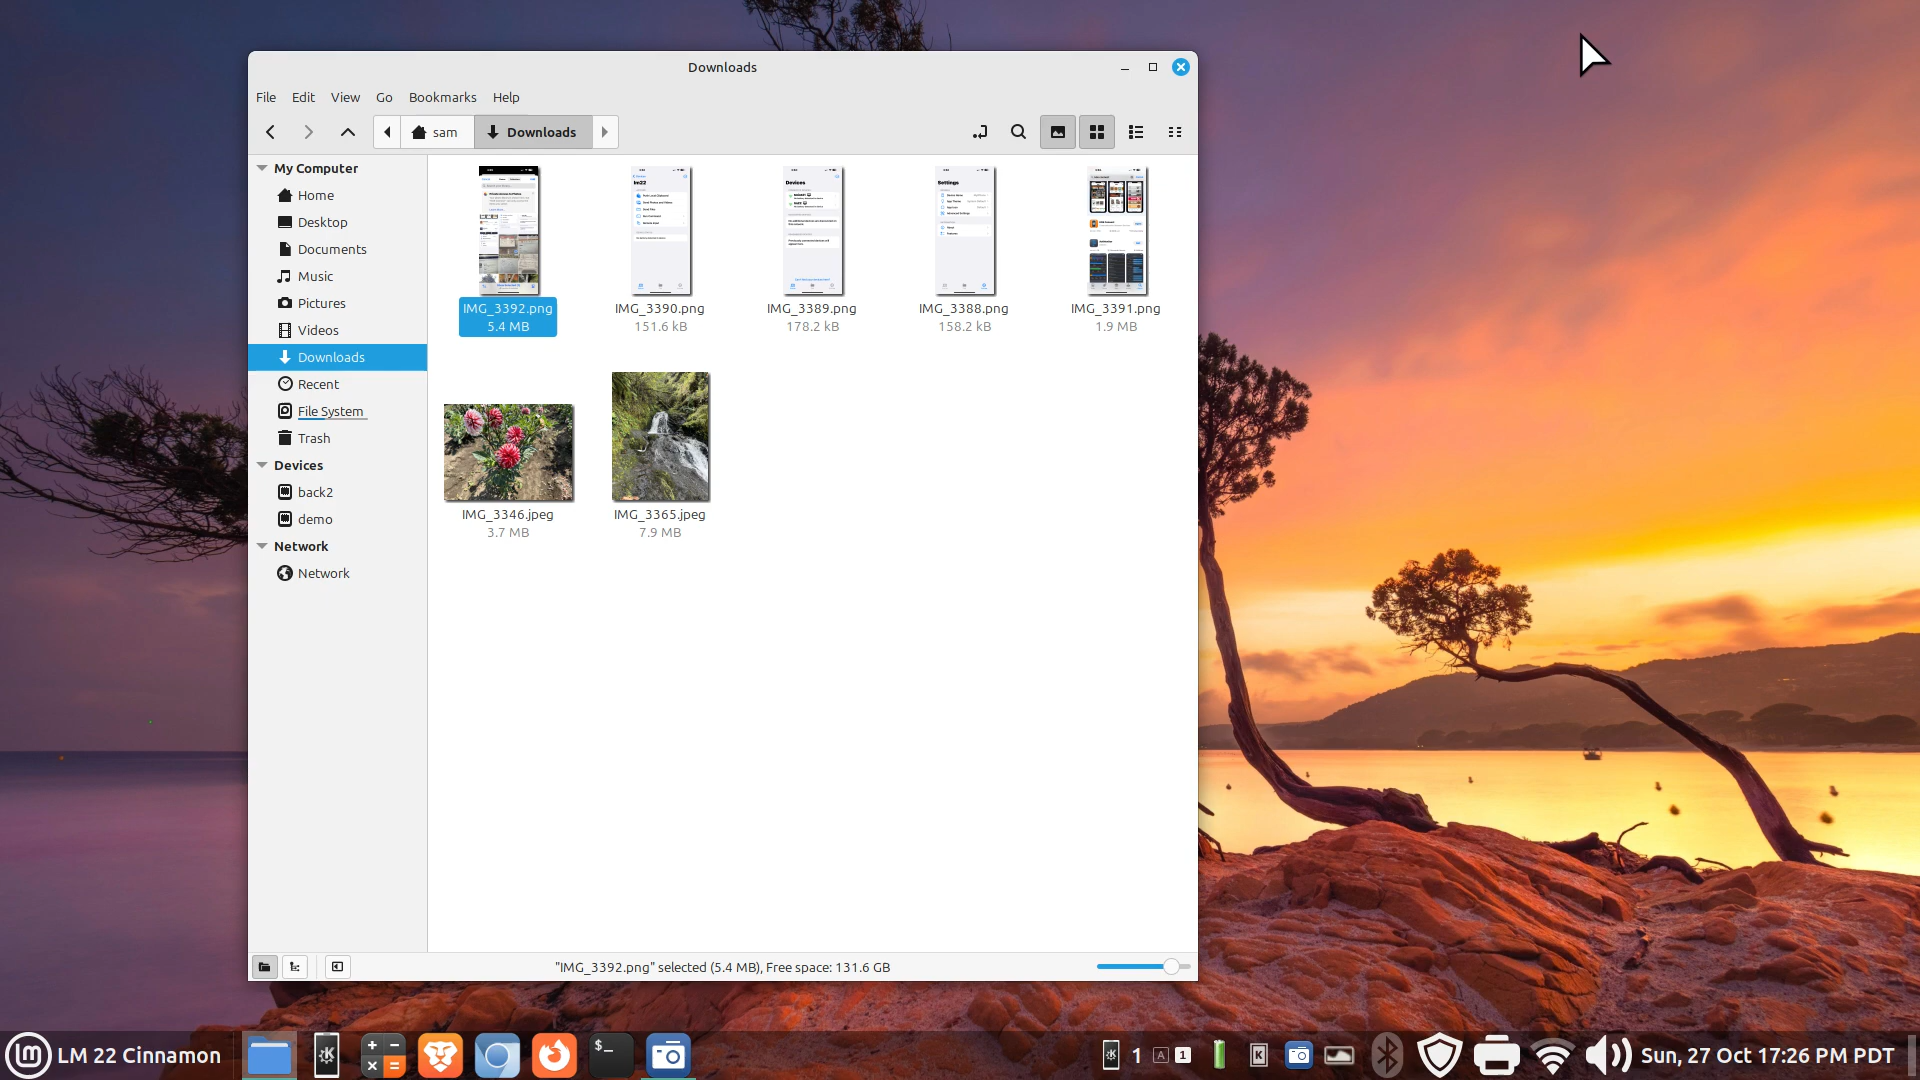 Downloads
File Edit View Go Bookmarks Help
sam Downloads
My Computer
Home
Desktop
Documents
Music
Pictures
Videos
Downloads
Recent
File System
Trash
Devices
back2
demo
Network
Network
lm22
Devices
Settings
IMG_3392.png
5.4 MB
IMG_3390.png
151.6 kB
IMG_3389.png
178.2 kB
IMG_3388.png
158.2 kB
IMG_3391.png
1.9 MB
IMG_3346.jpeg
3.7 MB
IMG_3365.jpeg
7.9 MB
"IMG_3392.png" selected (5.4 MB), Free space: 131.6 GB
LM 22 Cinnamon
1 A 1
K
Sun, 27 Oct 17:26 PM PDT